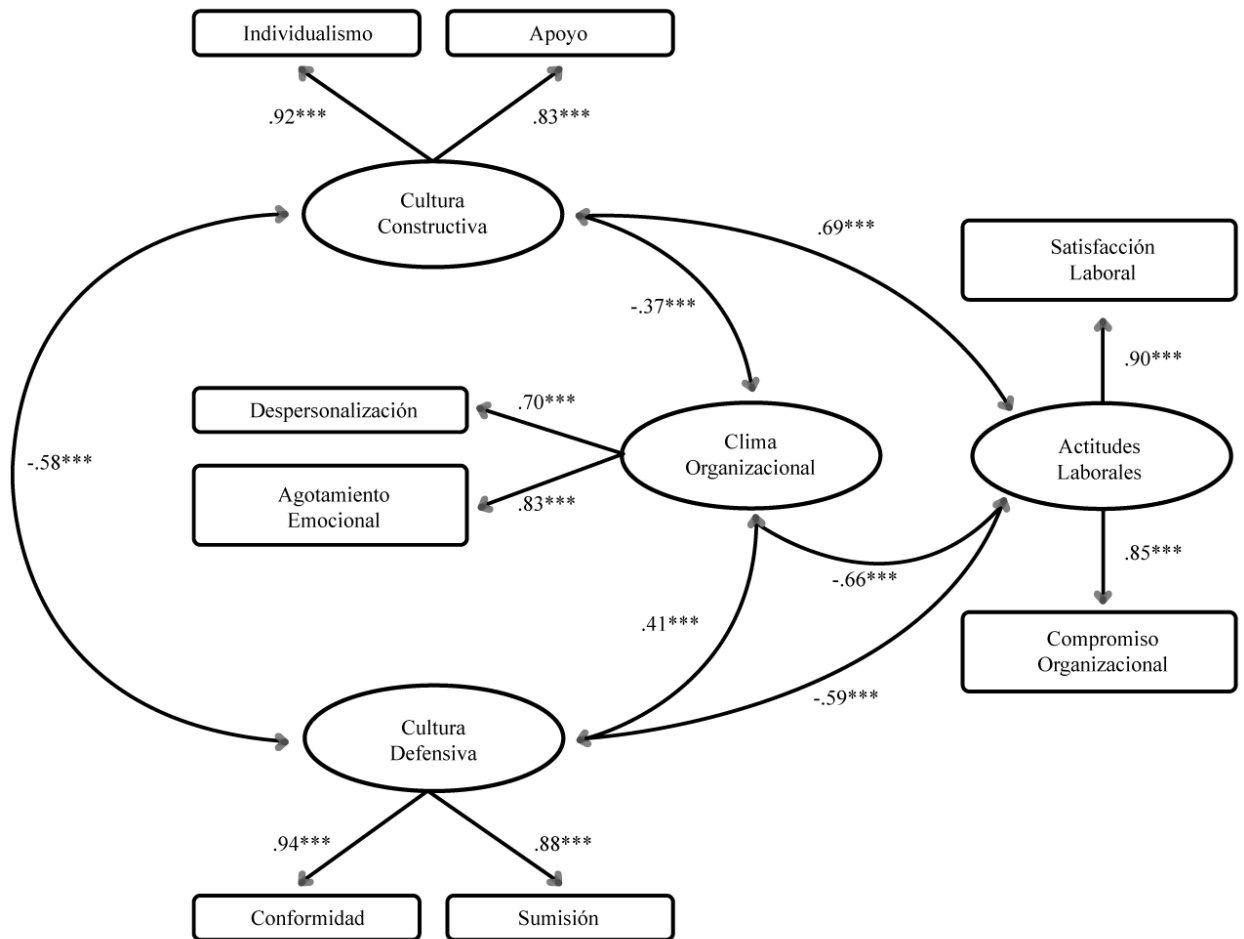 Individualismo
Apoyo
.92***
.83***
Cultura
Constructiva
.69***
Satisfacción
Laboral
-.37***
.90***
Despersonalización
.70***
Clima
Organizacional
Actitudes
Laborales
-.58***
Agotamiento
Emocional
.83***
.85***
-.66***
.41***
Compromiso
Organizacional
-.59***
Cultura
Defensiva
.94***
.88***
Conformidad
Sumisión